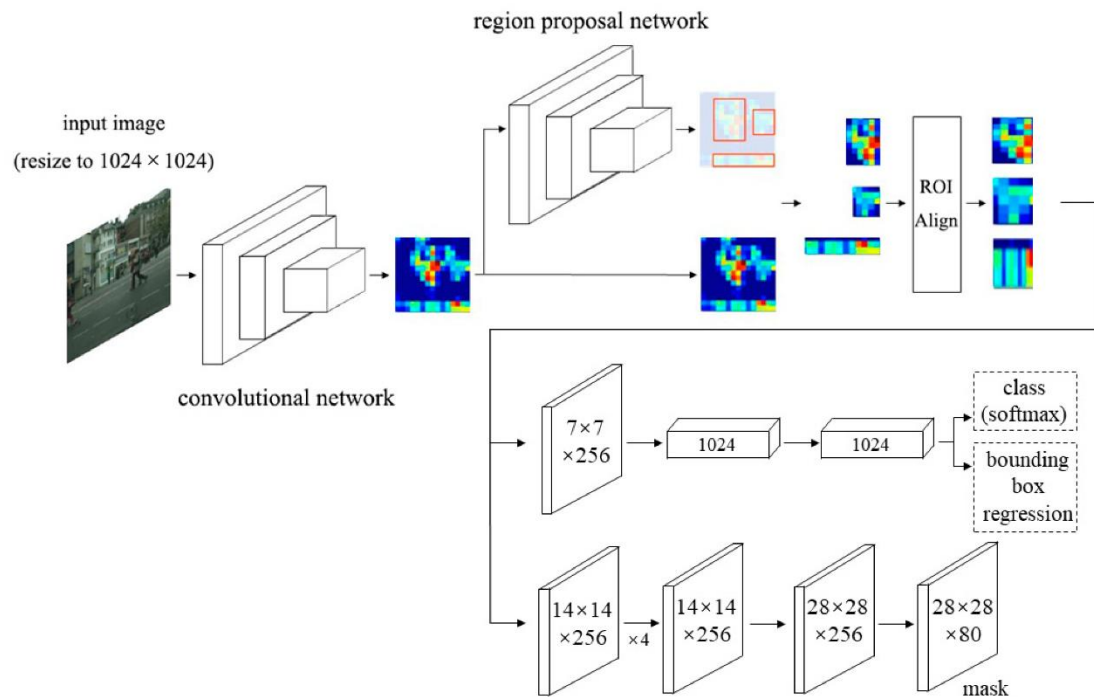 region proposal network
input image
(resize to 1024 × 1024)
ROI
Align
convolutional network
7×7
×256
1024
1024
class
(softmax)
bounding
box
regression
14×14
×256
×4
14×14
×256
28×28
×256
28×28
×80
mask